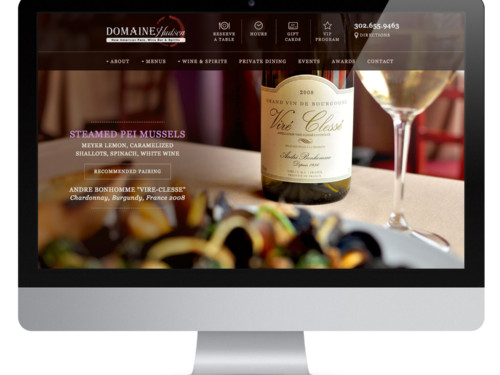 DOMAINE Hudson
New American Fare, Wine Bar & Spirits
RESERVE
A TABLE
HOURS
GIFT
CARDS
VIP
PROGRAM
302.655.9463
DIRECTIONS
ABOUT
MENUS
WINE & SPIRITS
PRIVATE DINING
EVENTS
AWARDS
CONTACT
2008
GRAND VIN DE BOURGOGNE
Viré Clessé
André Bonhomme
STEAMED PEI MUSSELS
MEYER LEMON, CARAMELIZED
SHALLOTS, SPINACH, WHITE WINE
RECOMMENDED PAIRING
ANDRE BONHOMME "VIRE-CLESSE"
Chardonnay, Burgundy, France 2008